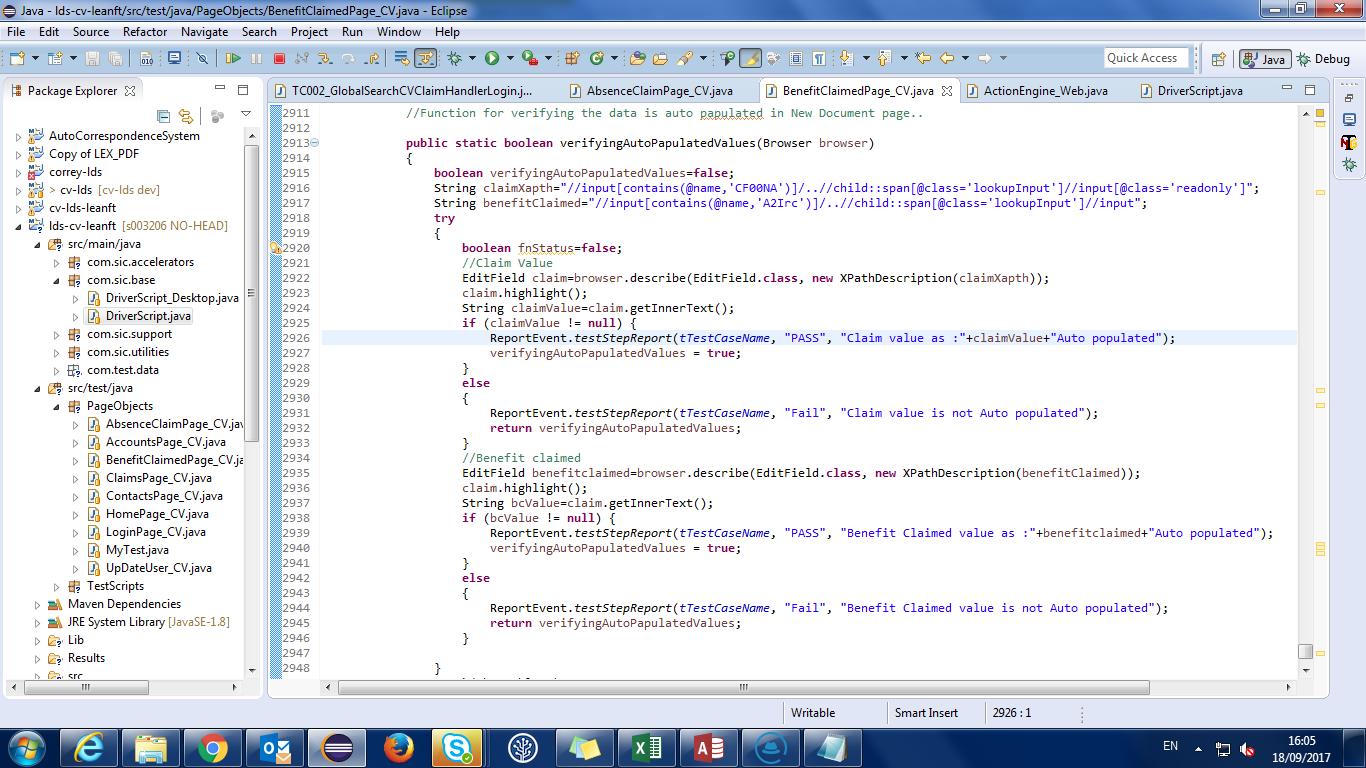 Java - lds-cv-leanft/src/test/java/PageObjects/BenefitClaimedPage_CV.java - Eclipse
File Edit Source Refactor Navigate Search Project Run Window Help
Quick Access Java Debug
Package Explorer
AutoCorrespondenceSystem
Copy of LEX_PDF
correy-lds
> cv-lds [cv-lds dev]
cv-lds-leanft
lds-cv-leanft [s003206 NO-HEAD]
src/main/java
com.sic.accelerators
com.sic.base
DriverScript_Desktop.java
DriverScript.java
com.sic.support
com.sic.utilities
com.test.data
src/test/java
PageObjects
AbsenceClaimPage_CV.jav
AccountsPage_CV.java
BenefitClaimedPage_CV.ja
ClaimsPage_CV.java
ContactsPage_CV.java
HomePage_CV.java
LoginPage_CV.java
MyTest.java
UpDateUser_CV.java
TestScripts
Maven Dependencies
JRE System Library [JavaSE-1.8]
Lib
Results
src
TC002_GlobalSearchCVClaimHandlerLogin.j... AbsenceClaimPage_CV.java BenefitClaimedPage_CV.java ActionEngine_Web.java DriverScript.java
2911 //Function for verifying the data is auto papulated in New Document page..
2912
2913 public static boolean verifyingAutoPapulatedValues(Browser browser)
2914 {
2915 boolean verifyingAutoPapulatedValues=false;
2916 String claimXapth="//input[contains(@name,'CF00NA')]/..//child::span[@class='lookupInput']//input[@class='readonly']";
2917 String benefitClaimed="//input[contains(@name,'A2Irc')]/..//child::span[@class='lookupInput']//input";
2918 try
2919 {
2920 boolean fnStatus=false;
2921 //Claim Value
2922 EditField claim=browser.describe(EditField.class, new XPathDescription(claimXapth));
2923 claim.highlight();
2924 String claimValue=claim.getInnerText();
2925 if (claimValue != null) {
2926 ReportEvent.testStepReport(tTestCaseName, "PASS", "Claim value as :"+claimValue+"Auto populated");
2927 verifyingAutoPapulatedValues = true;
2928 }
2929 else
2930 {
2931 ReportEvent.testStepReport(tTestCaseName, "Fail", "Claim value is not Auto populated");
2932 return verifyingAutoPapulatedValues;
2933 }
2934 //Benefit claimed
2935 EditField benefitclaimed=browser.describe(EditField.class, new XPathDescription(benefitClaimed));
2936 claim.highlight();
2937 String bcValue=claim.getInnerText();
2938 if (bcValue != null) {
2939 ReportEvent.testStepReport(tTestCaseName, "PASS", "Benefit Claimed value as :"+benefitclaimed+"Auto populated");
2940 verifyingAutoPapulatedValues = true;
2941 }
2942 else
2943 {
2944 ReportEvent.testStepReport(tTestCaseName, "Fail", "Benefit Claimed value is not Auto populated");
2945 return verifyingAutoPapulatedValues;
2946 }
2947
2948 }
Writable Smart Insert 2926 : 1
EN 16:05
18/09/2017